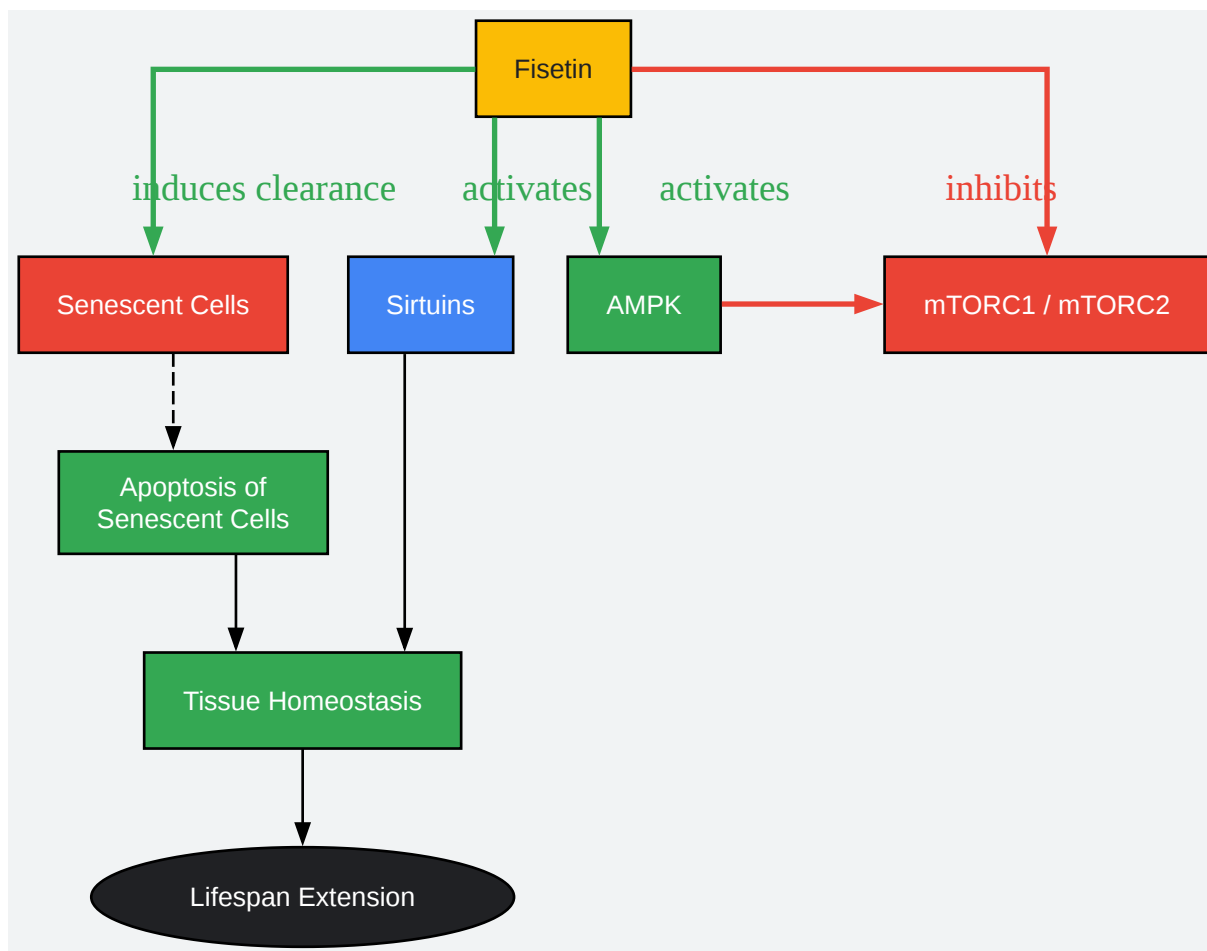 Fisetin
induces clearance
activates
activates
inhibits
Senescent Cells
Sirtuins
AMPK
mTORC1 / mTORC2
Apoptosis of
Senescent Cells
Tissue Homeostasis
Lifespan Extension